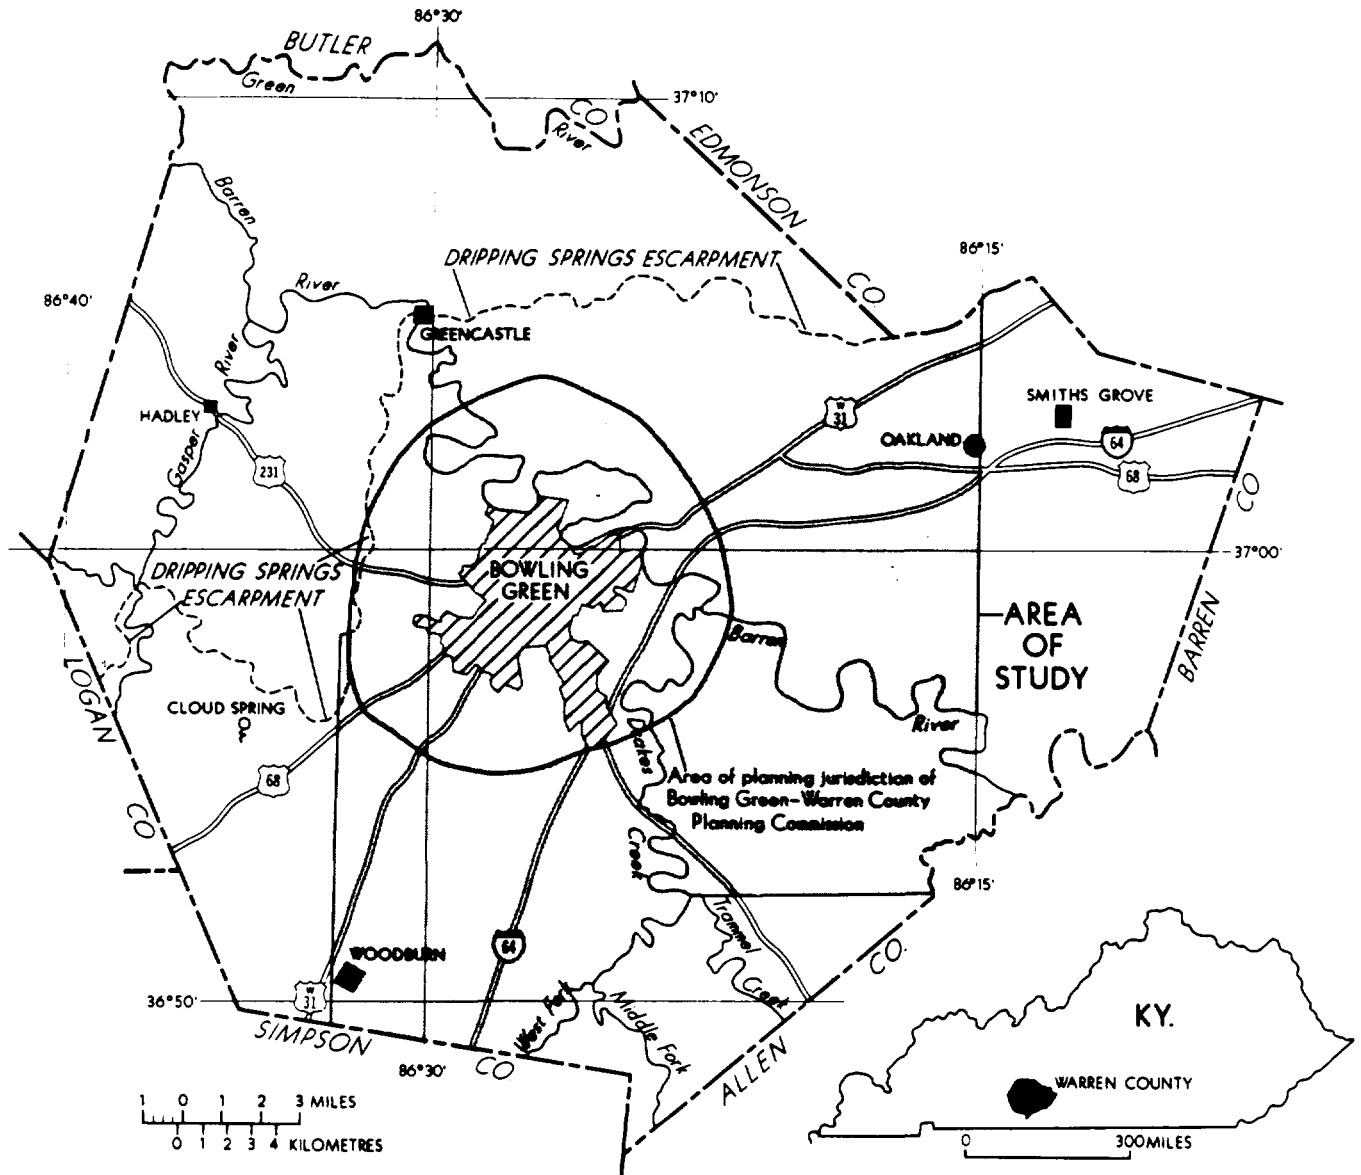 86°30'
BUTLER
Green
CO
River
37°10'
EDMONSON
CO.
Barren
River
DRIPPING SPRINGS ESCARPMENT
86°15'
86°40'
River
GREENCASTLE
HADLEY
Gasper
231
W
31
SMITHS GROVE
OAKLAND
64
68
CO
37°00'
BOWLING
GREEN
DRIPPING SPRINGS
ESCARPMENT
AREA
OF
STUDY
BARREN
Barren
River
LOGAN
CO
CLOUD SPRING
68
Drakes
Creek
Area of planning jurisdiction of
Bowling Green-Warren County
Planning Commission
86°15'
Trammel
Creek
64
WOODBURN
W
31
36°50'
SIMPSON
CO
86°30'
West Fork
Middle Fork
ALLEN
CO.
KY.
WARREN COUNTY
0 300 MILES
1 0 1 2 3 MILES
0 1 2 3 4 KILOMETRES